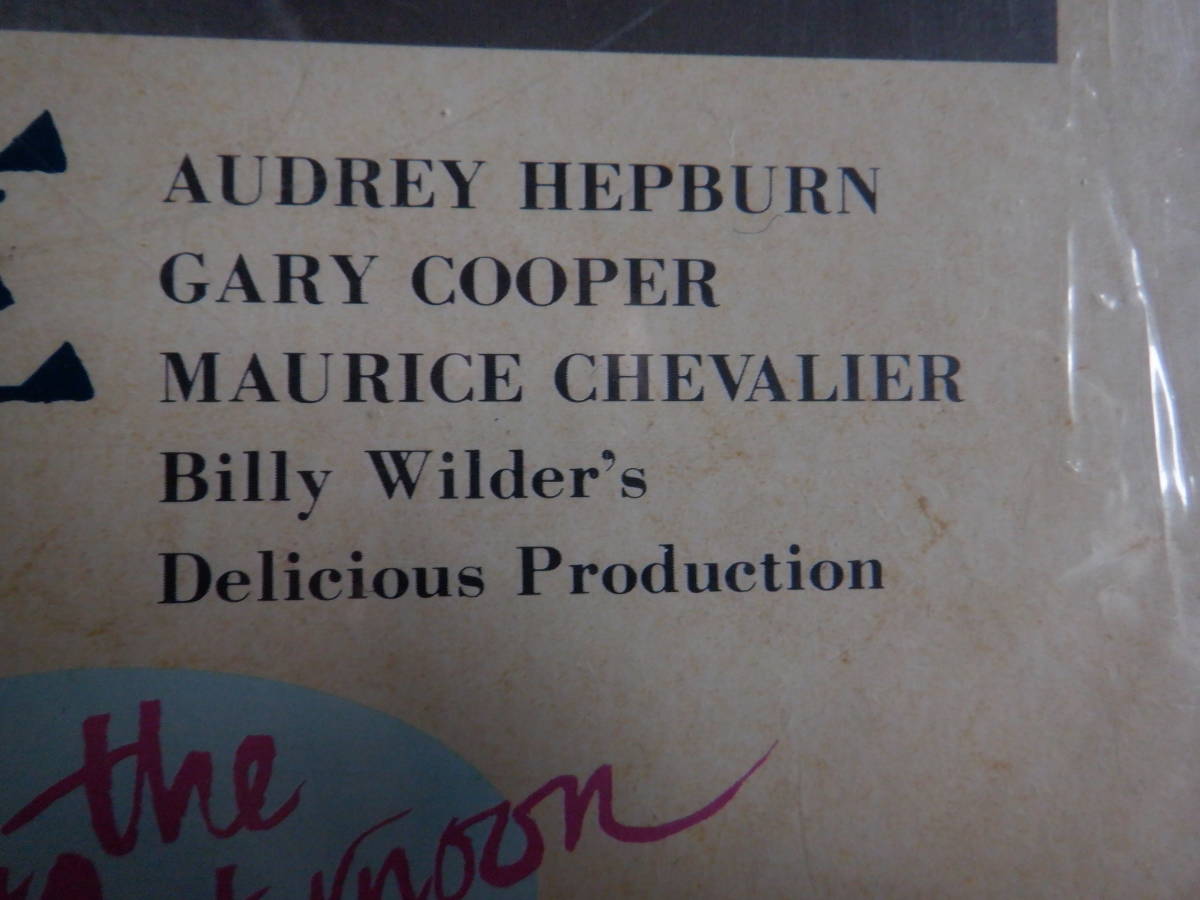 AUDREY HEPBURN
GARY COOPER
MAURICE CHEVALIER
Billy Wilder's
Delicious Production
the